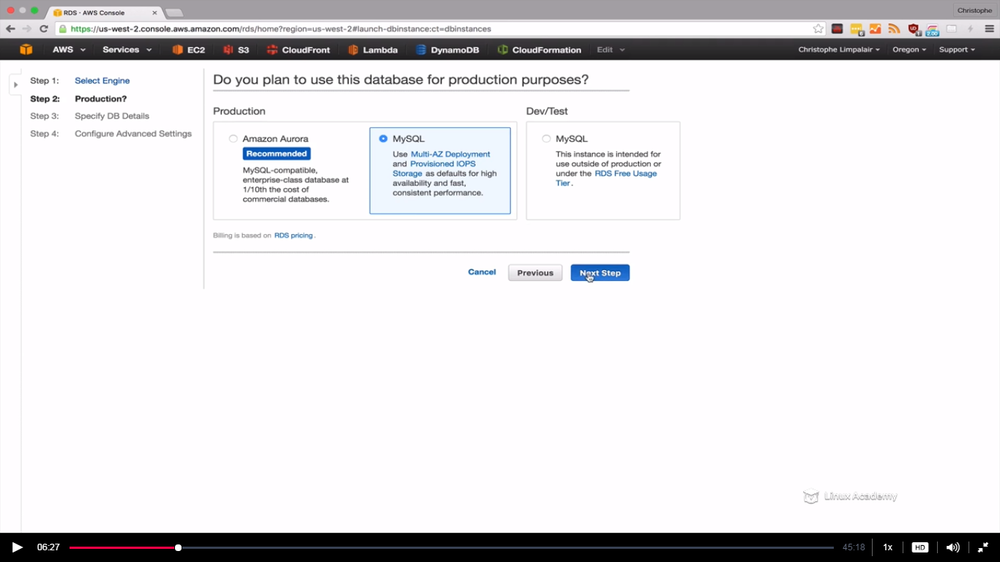 RDS · AWS Console
Christophe
https://us-west-2.console.aws.amazon.com/rds/home?region=us-west-2#launch-dbinstance:ct=dbinstances
AWS Services EC2 S3 CloudFront Lambda DynamoDB CloudFormation Edit Christophe Limpalair Oregon Support
Step 1: Select Engine
Step 2: Production?
Step 3: Specify DB Details
Step 4: Configure Advanced Settings
Do you plan to use this database for production purposes?
Production
Amazon Aurora
Recommended
MySQL-compatible,
enterprise-class database at
1/10th the cost of
commercial databases.
MySQL
Use Multi-AZ Deployment
and Provisioned IOPS
Storage as defaults for high
availability and fast,
consistent performance.
Dev/Test
MySQL
This instance is intended for
use outside of production or
under the RDS Free Usage
Tier.
Billing is based on RDS pricing.
Cancel Previous Next Step
Linux Academy
06:27 45:18 1x HD